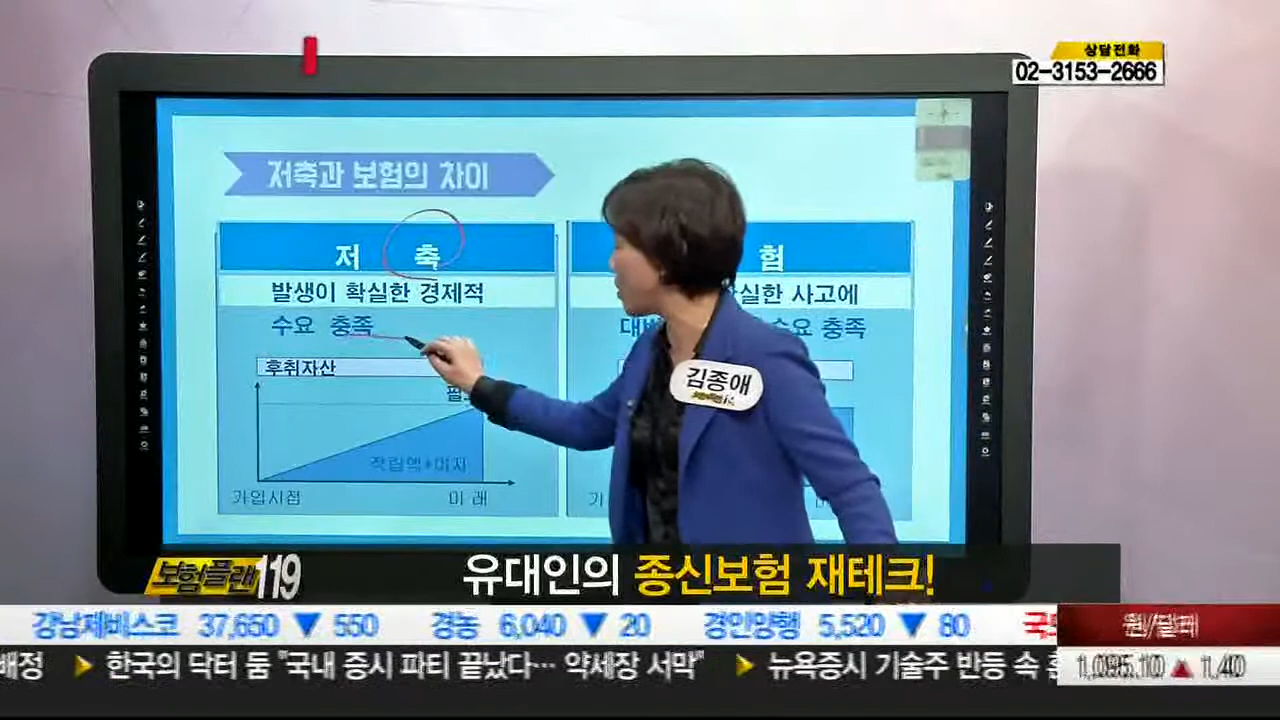 상담전화
02-3153-2666
저축과 보험의 차이
저 축
험
발생이 확실한 경제적
실한 사고에
수요 충족
대 수요 충족
후취자산
적립액+이자
가입시점
미 래
김종애
보험플랜119
유대인의 종신보험 재테크!
강남제비스코 37,650 ▼ 550 경농 6,040 ▼ 20 경인양행 5,520 ▼ 80
원/달러
배정 ▶ 한국의 닥터 둠 "국내 증시 파티 끝났다… 약세장 서막" ▶ 뉴욕증시 기술주 반등 속
1,095.10 ▲ 1.40